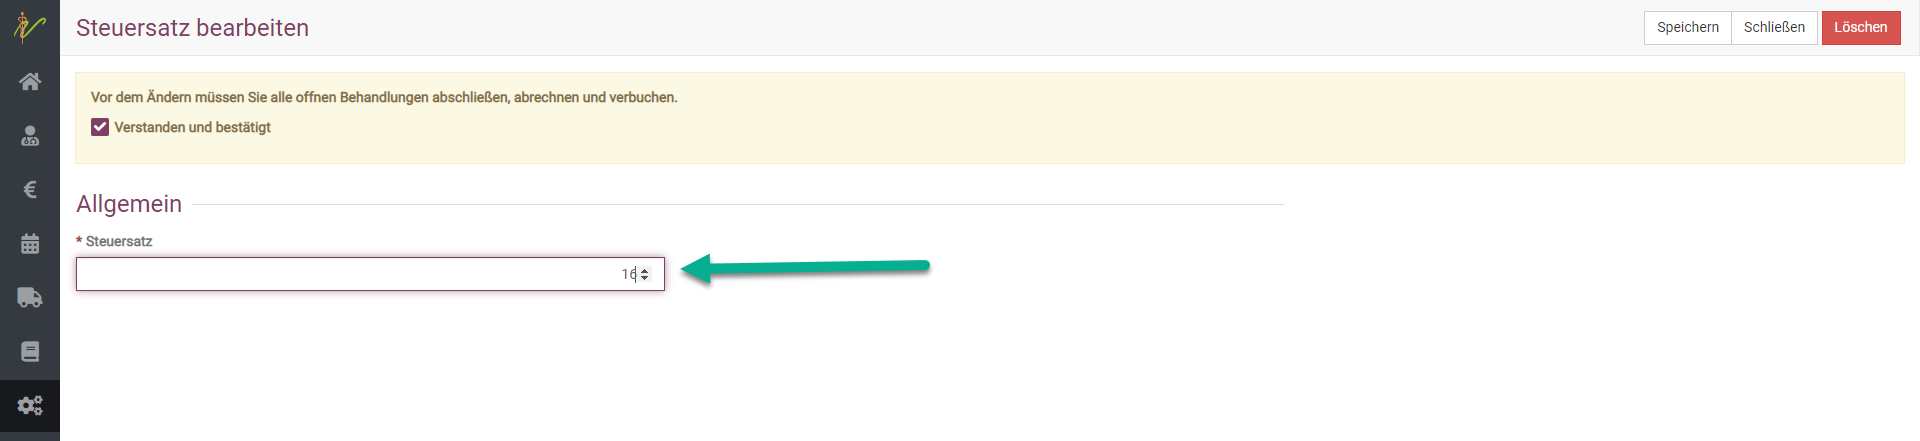 Steuersatz bearbeiten
Speichern
Schließen
Löschen
Vor dem Ändern müssen Sie alle offnen Behandlungen abschließen, abrechnen und verbuchen.
Verstanden und bestätigt
Allgemein
* Steuersatz
16